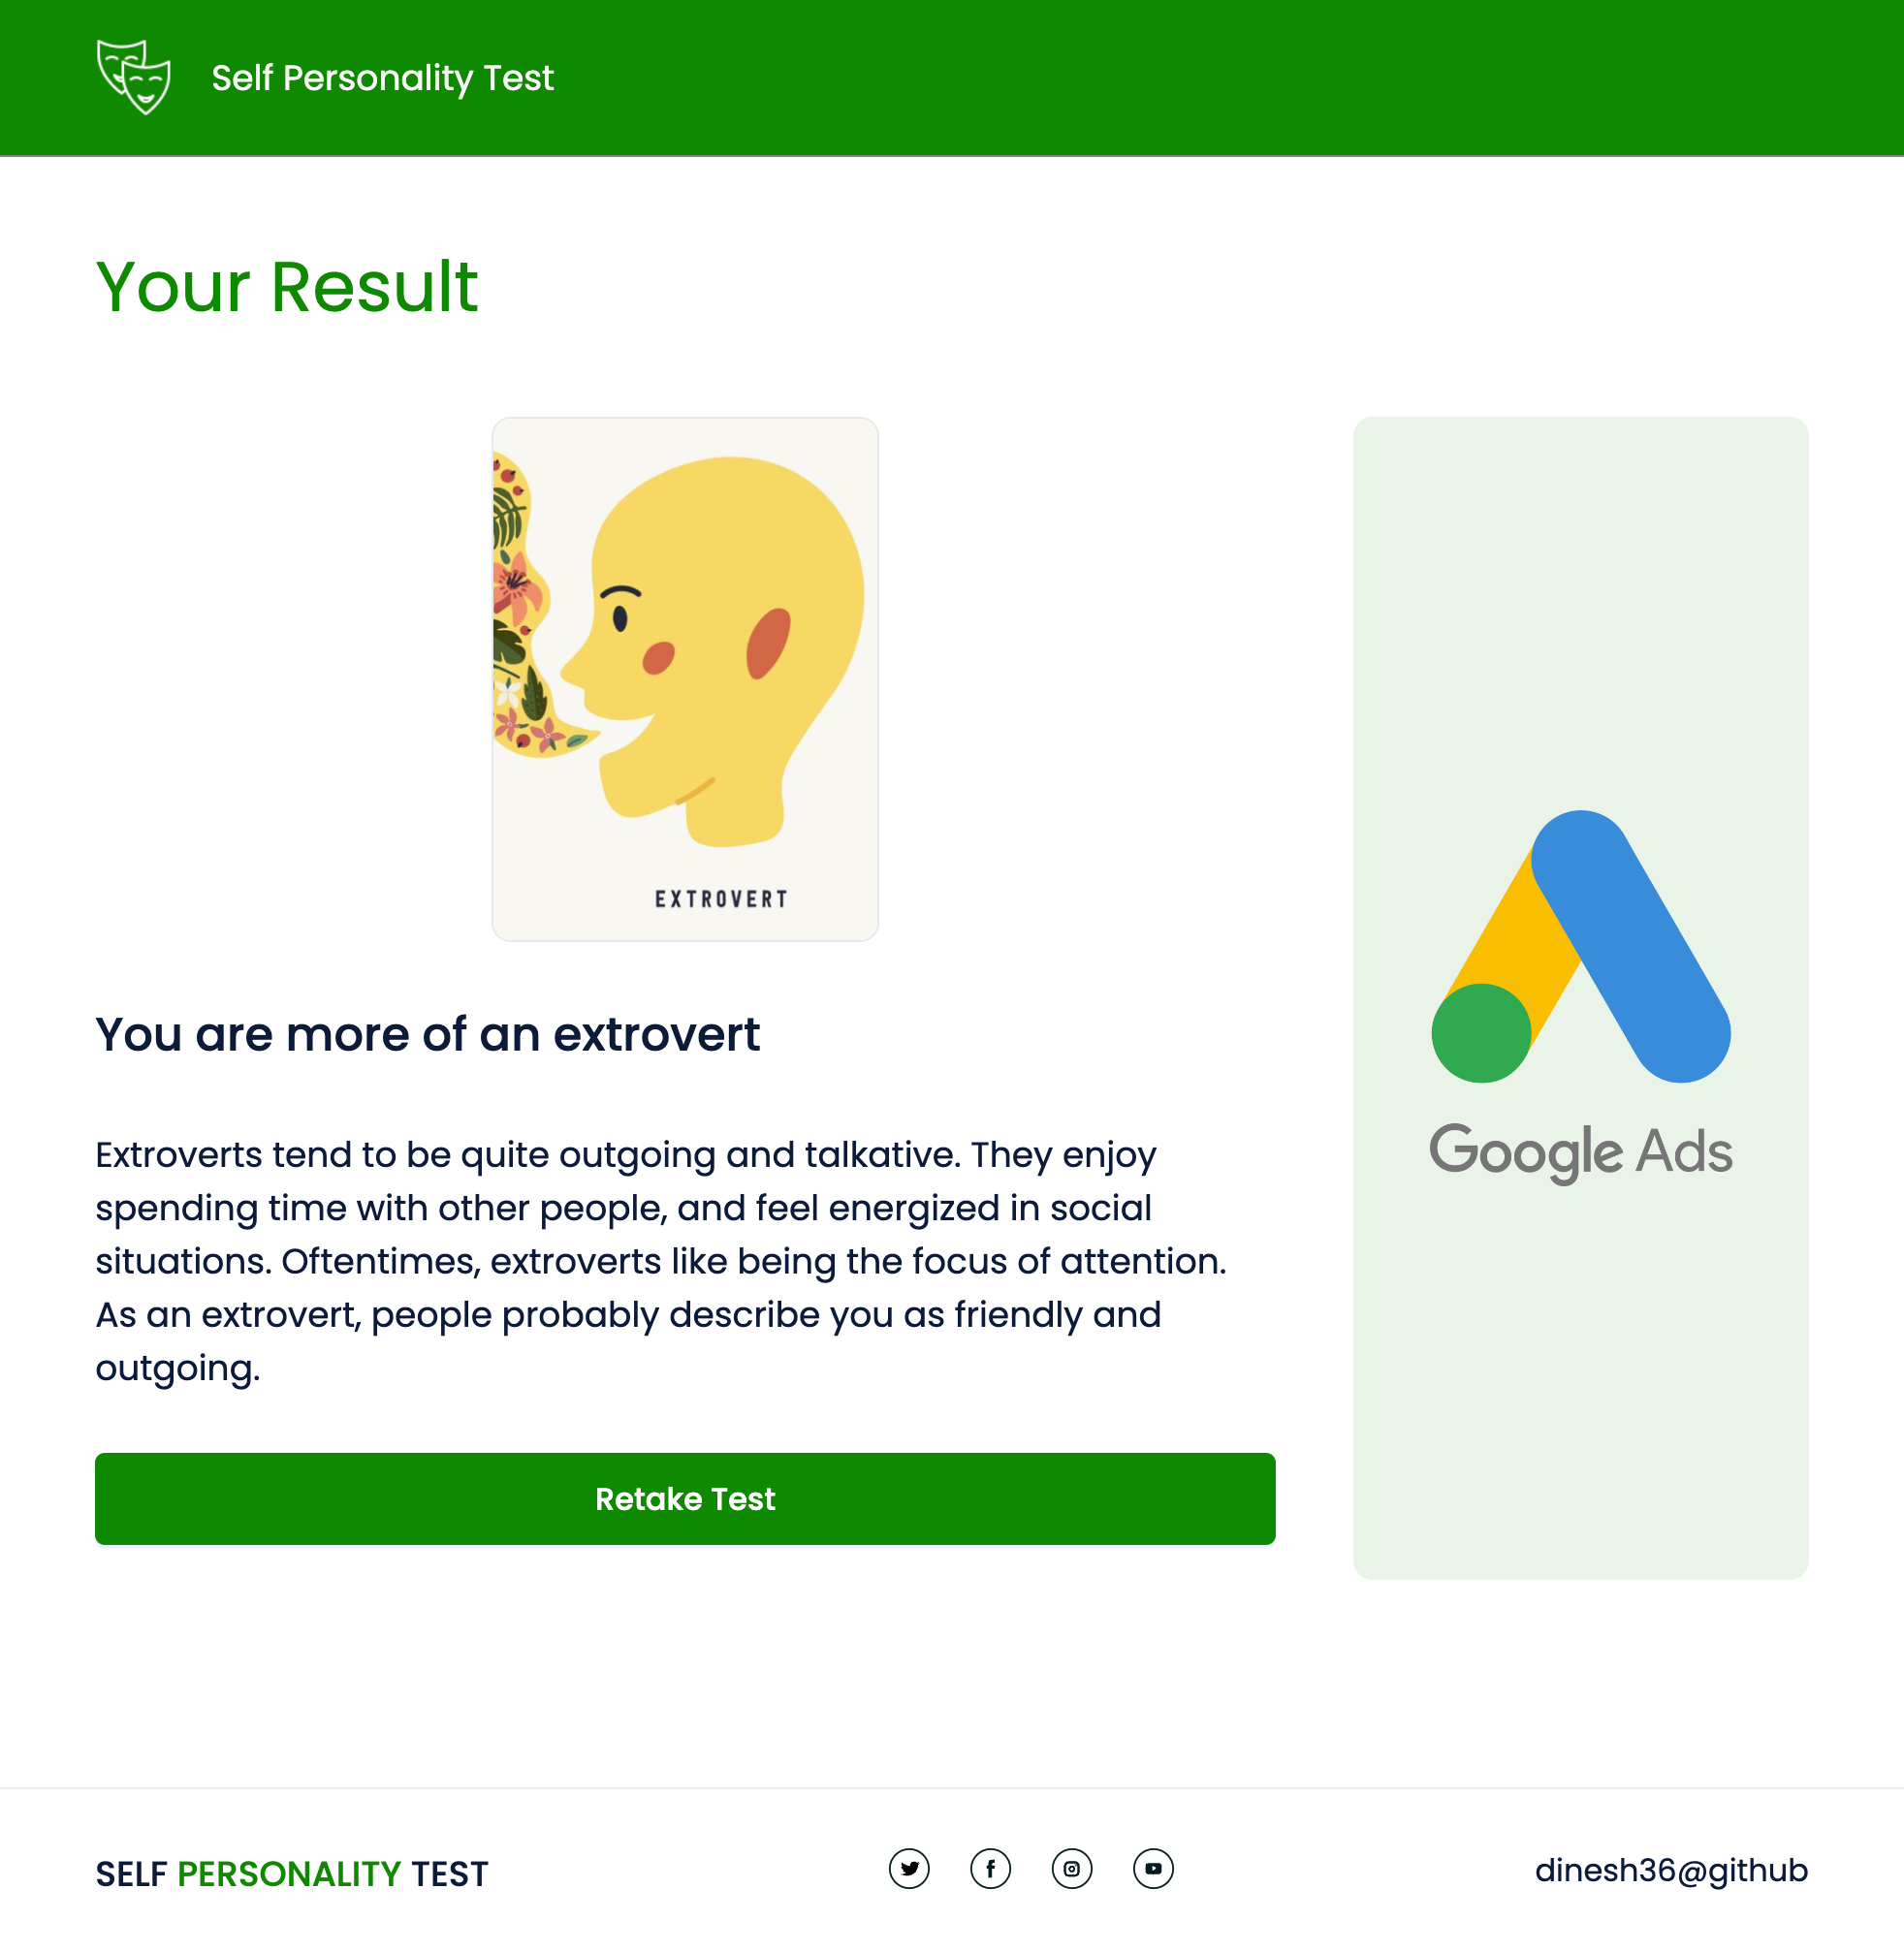 Self Personality Test
Your Result
EXTROVERT
You are more of an extrovert
Extroverts tend to be quite outgoing and talkative. They enjoy
spending time with other people, and feel energized in social
situations. Oftentimes, extroverts like being the focus of attention.
As an extrovert, people probably describe you as friendly and
outgoing.
Retake Test
Google Ads
SELF PERSONALITY TEST
dinesh36@github